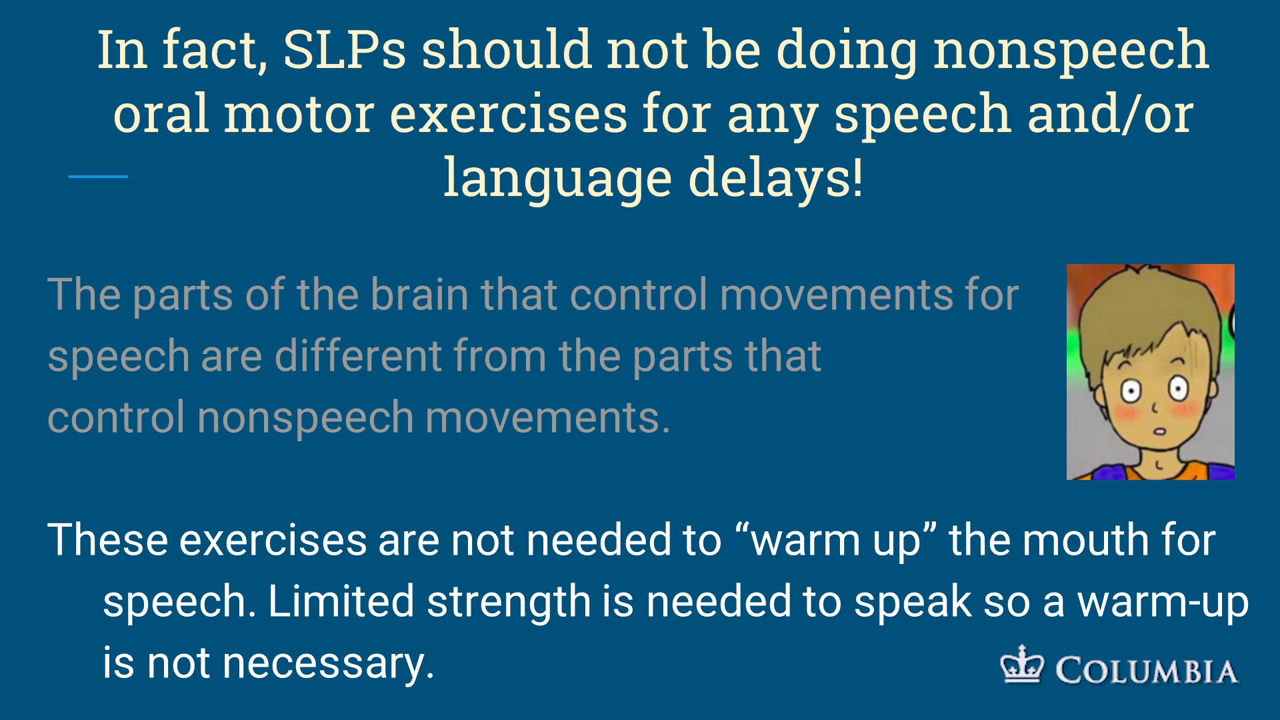 In fact, SLPs should not be doing nonspeech
oral motor exercises for any speech and/or
language delays!
The parts of the brain that control movements for
speech are different from the parts that
control nonspeech movements.
These exercises are not needed to “warm up” the mouth for
speech. Limited strength is needed to speak so a warm-up
is not necessary.
COLUMBIA